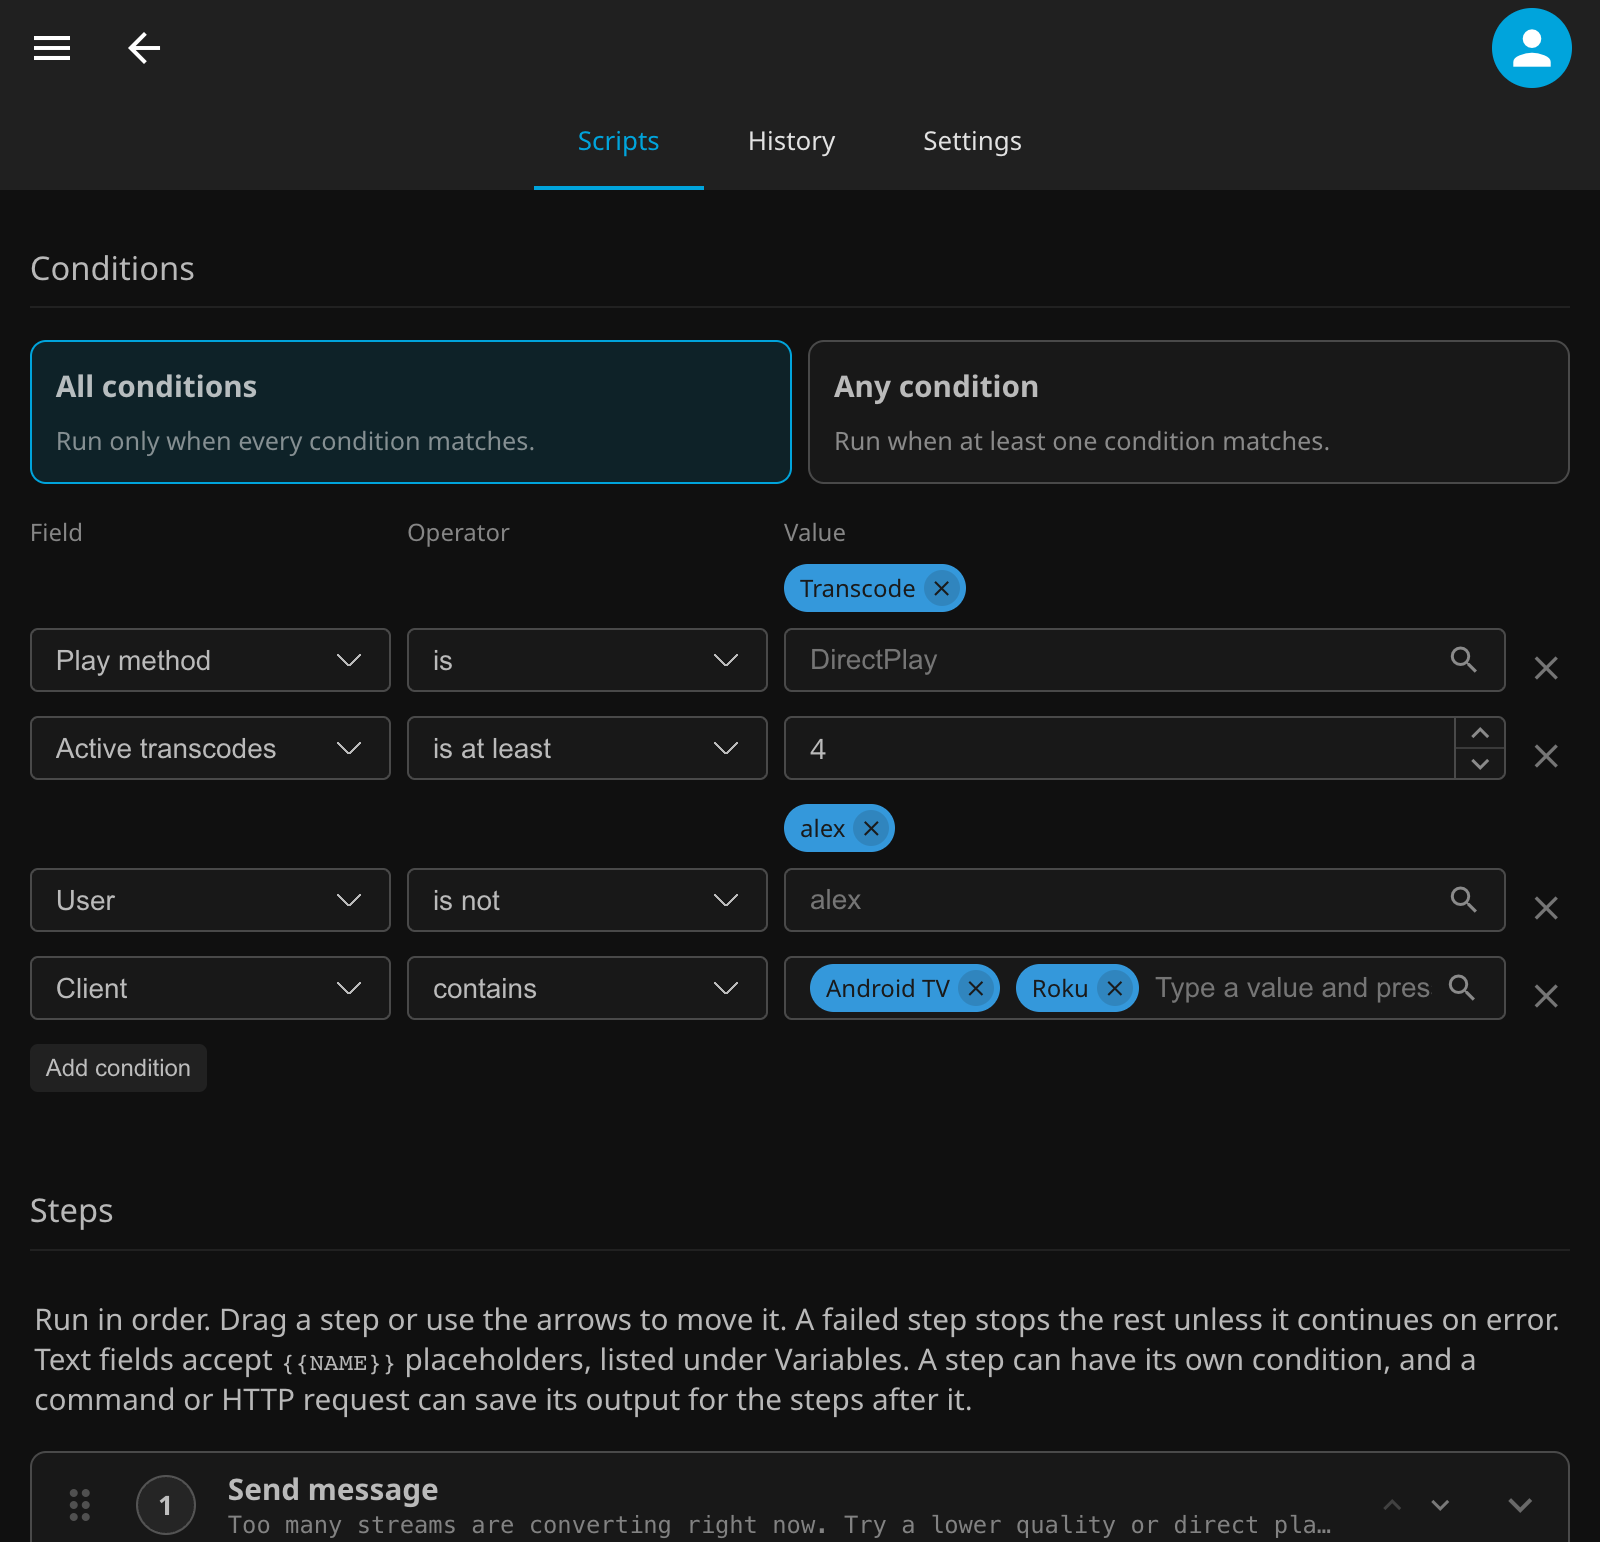 Scripts History Settings
Conditions
All conditions
Run only when every condition matches.
Any condition
Run when at least one condition matches.
Field Operator Value
Transcode
Play method is DirectPlay
Active transcodes is at least 4
alex
User is not alex
Client contains Android TV Roku Type a value and pres
Add condition
Steps
Run in order. Drag a step or use the arrows to move it. A failed step stops the rest unless it continues on error.
Text fields accept {{NAME}} placeholders, listed under Variables. A step can have its own condition, and a
command or HTTP request can save its output for the steps after it.
1 Send message
Too many streams are converting right now. Try a lower quality or direct pla…